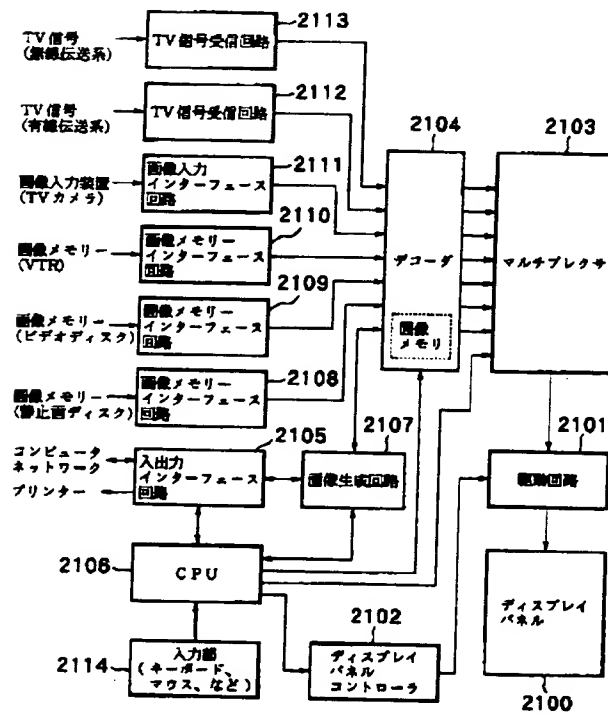 2113
TV信号
(無線伝送系)
TV信号受信回路
2112
TV信号
(有線伝送系)
TV信号受信回路
2104
2103
2111
画像入力装置
(TVカメラ)
画像入力
インターフェース
回路
2110
画像メモリー
(VTR)
画像メモリー
インターフェース
回路
デコーダ
マルチプレクサ
2109
画像メモリー
(ビデオディスク)
画像メモリー
インターフェース
回路
画像
メモリ
2108
画像メモリー
(静止画ディスク)
画像メモリー
インターフェース
回路
2105
2107
2101
コンピュータ
ネットワーク
プリンター
入出力
インターフェース
回路
画像生成回路
駆動回路
2106
CPU
2102
ディスプレイ
パネル
2114
入力部
(キーボード、
マウス、など)
ディスプレイ
パネル
コントローラ
2100